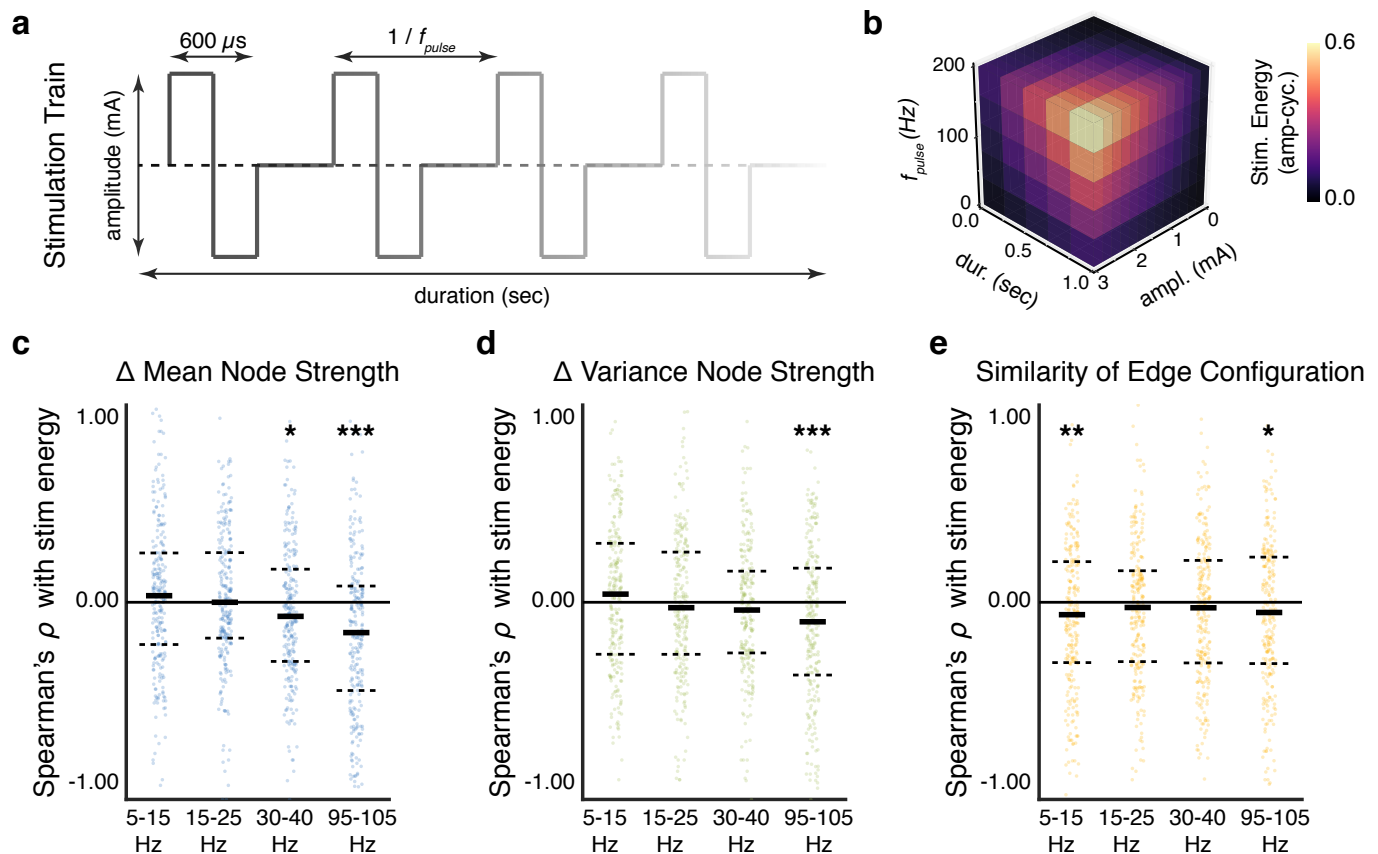 a
600 µs
1 / f_pulse
Stimulation Train
amplitude (mA)
duration (sec)
b
200
100
0
f_pulse (Hz)
0.0
0.5
1.0
dur. (sec)
3
2
1
0
ampl. (mA)
Stim. Energy
(amp-cyc.)
0.6
0.0
c
Δ Mean Node Strength
Spearman's ρ with stim energy
1.00
0.00
-1.00
* ***
5-15 15-25 30-40 95-105
Hz Hz Hz Hz
d
Δ Variance Node Strength
Spearman's ρ with stim energy
1.00
0.00
-1.00
***
5-15 15-25 30-40 95-105
Hz Hz Hz Hz
e
Similarity of Edge Configuration
Spearman's ρ with stim energy
1.00
0.00
-1.00
** *
5-15 15-25 30-40 95-105
Hz Hz Hz Hz